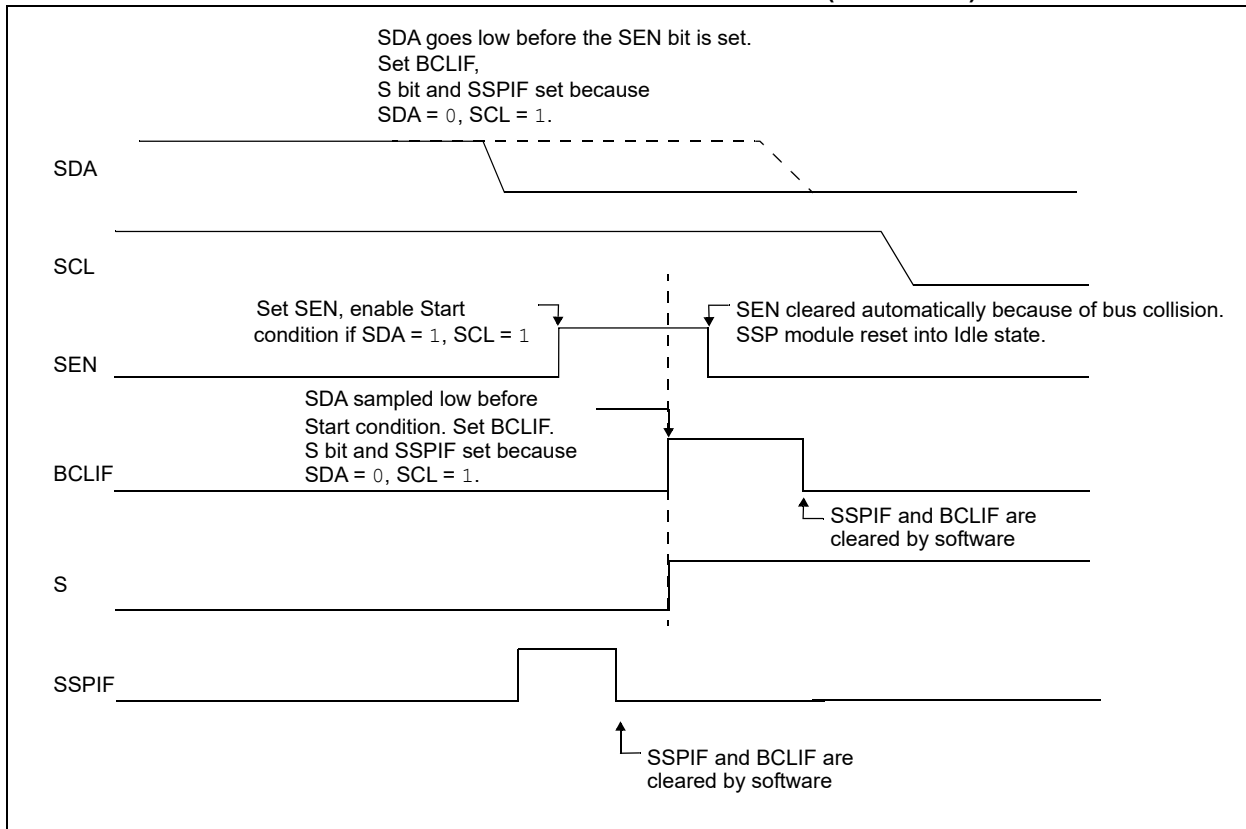 SDA goes low before the SEN bit is set.
Set BCLIF,
S bit and SSPIF set because
SDA = 0, SCL = 1.
SDA
SCL
Set SEN, enable Start
condition if SDA = 1, SCL = 1
SEN cleared automatically because of bus collision.
SSP module reset into Idle state.
SEN
SDA sampled low before
Start condition. Set BCLIF.
S bit and SSPIF set because
SDA = 0, SCL = 1.
BCLIF
SSPIF and BCLIF are
cleared by software
S
SSPIF
SSPIF and BCLIF are
cleared by software